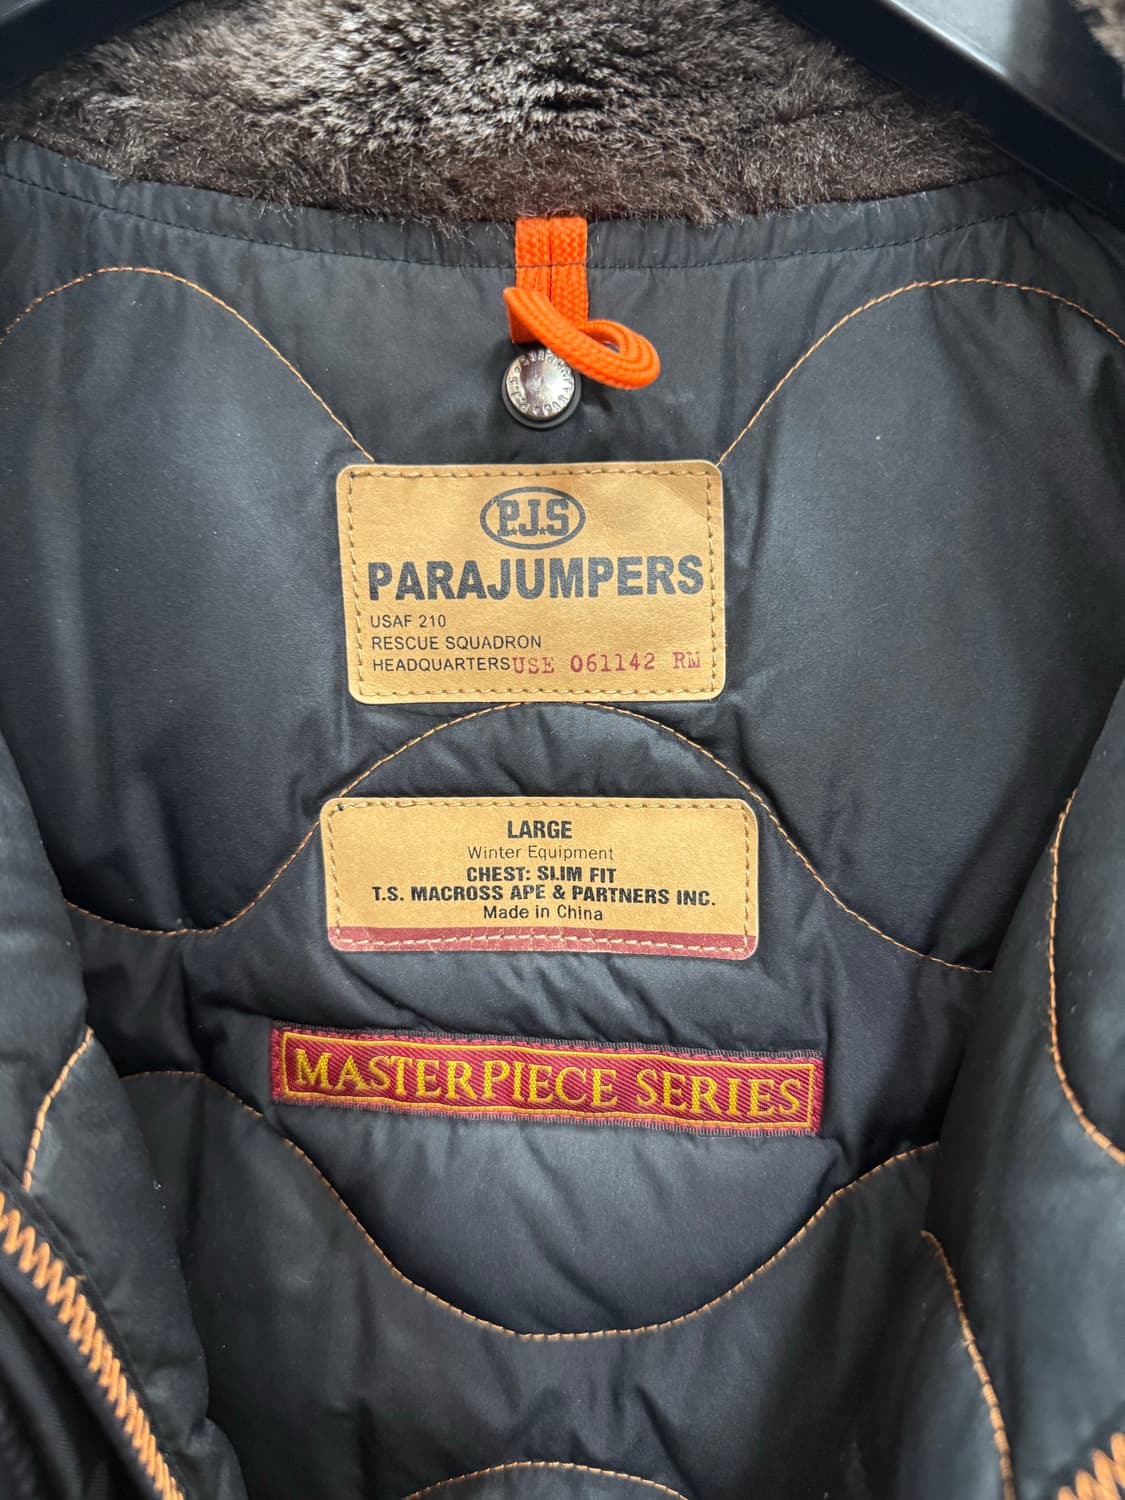 P.J.S
PARAJUMPERS
USAF 210
RESCUE SQUADRON
HEADQUARTERS USE 061142 RM
LARGE
Winter Equipment
CHEST: SLIM FIT
T.S. MACROSS APE & PARTNERS INC.
Made in China
MASTERPIECE SERIES